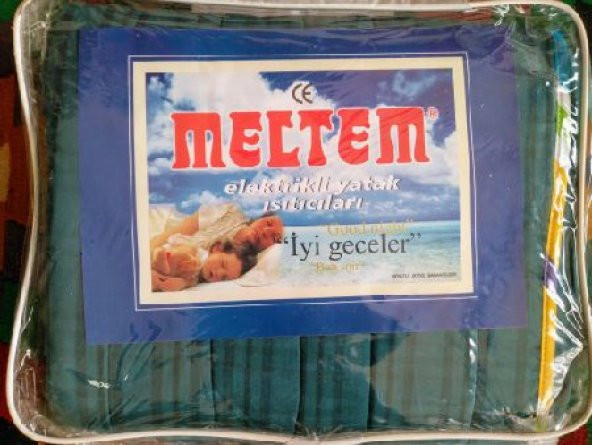 CE
MELTEM®
elektrikli yatak
ısıtıcıları
"Good night"
"İyi geceler"